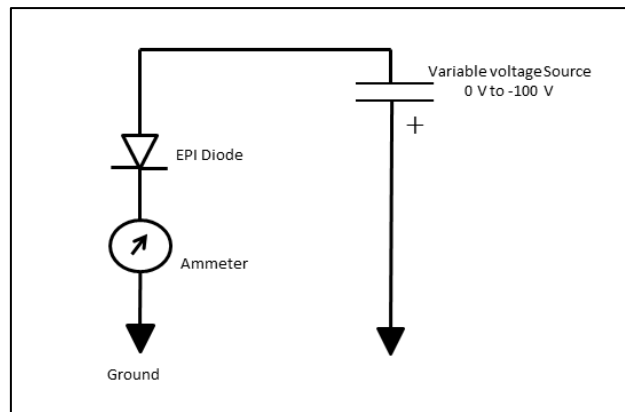 Variable voltage Source
0 V to -100 V
+
EPI Diode
Ammeter
Ground